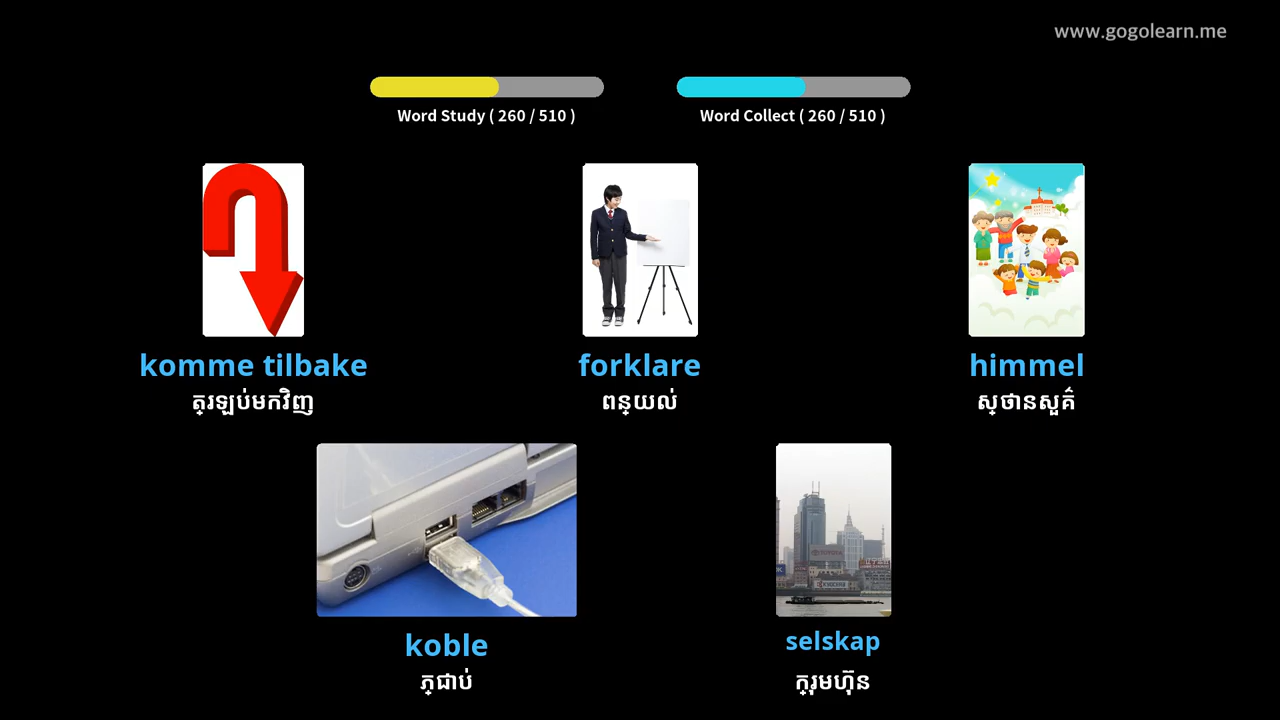 www.gogolearn.me
Word Study ( 260 / 510 )
Word Collect ( 260 / 510 )
komme tilbake
ត្រឡប់មកវិញ
forklare
ពន្យល់
himmel
ស្ថានសួគ៌
koble
ភ្ជាប់
selskap
ក្រុមហ៊ុន